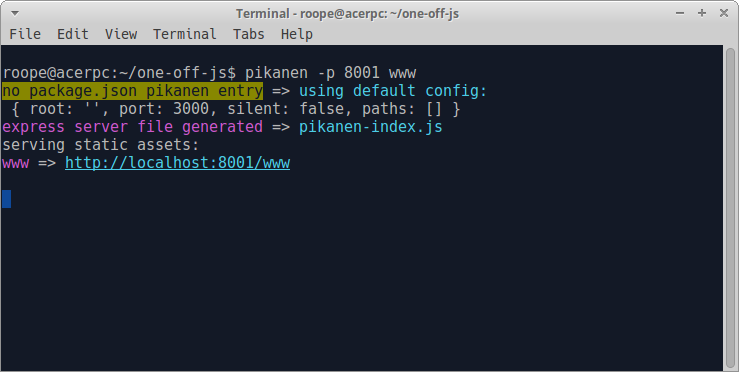 Terminal - roope@acerpc: ~/one-off-js
File Edit View Terminal Tabs Help
roope@acerpc:~/one-off-js$ pikanen -p 8001 www
no package.json pikanen entry => using default config:
{ root: '', port: 3000, silent: false, paths: [] }
express server file generated => pikanen-index.js
serving static assets:
www => http://localhost:8001/www